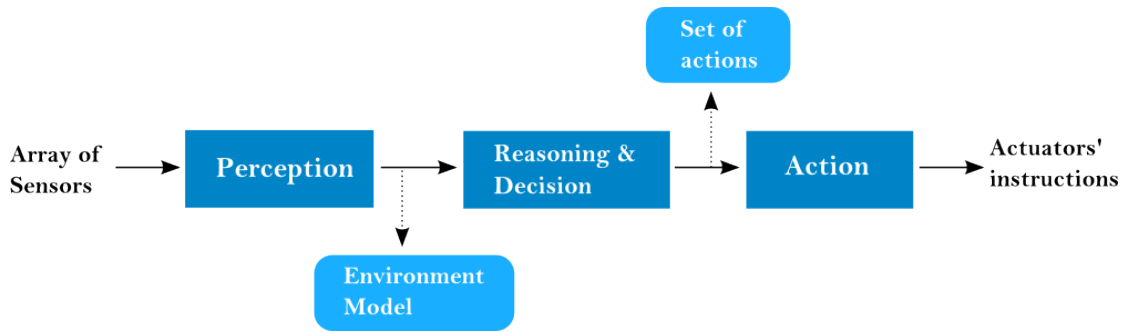 Set of
actions
Array of
Sensors
Perception
Reasoning &
Decision
Action
Actuators'
instructions
Environment
Model